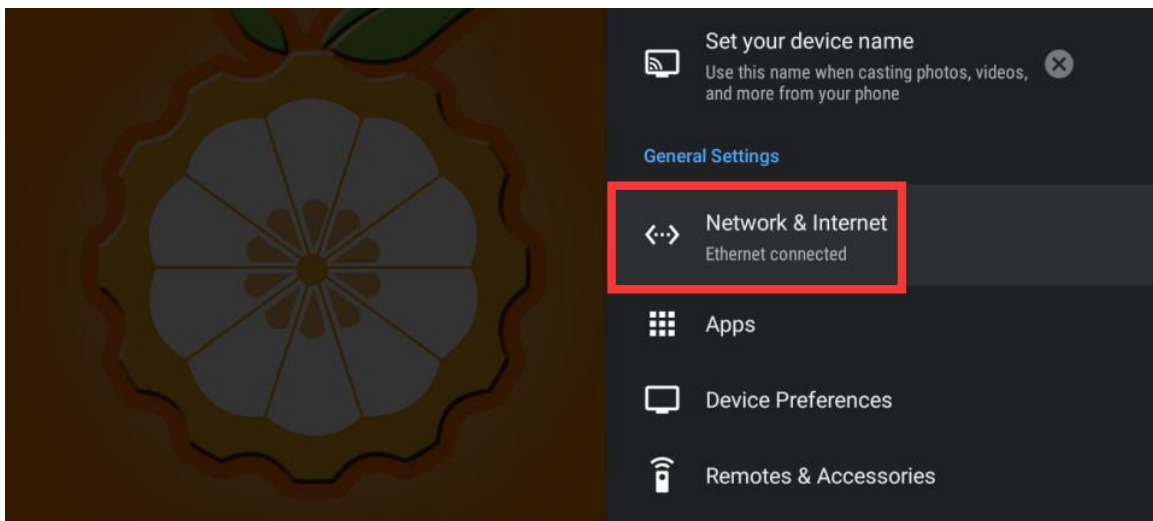 Set your device name
Use this name when casting photos, videos,
and more from your phone
General Settings
Network & Internet
Ethernet connected
Apps
Device Preferences
Remotes & Accessories